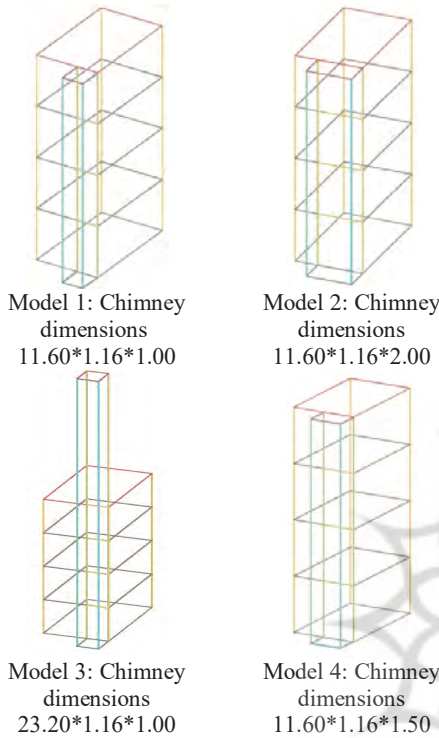 Model 1: Chimney
dimensions
11.60*1.16*1.00
Model 2: Chimney
dimensions
11.60*1.16*2.00
Model 3: Chimney
dimensions
23.20*1.16*1.00
Model 4: Chimney
dimensions
11.60*1.16*1.50